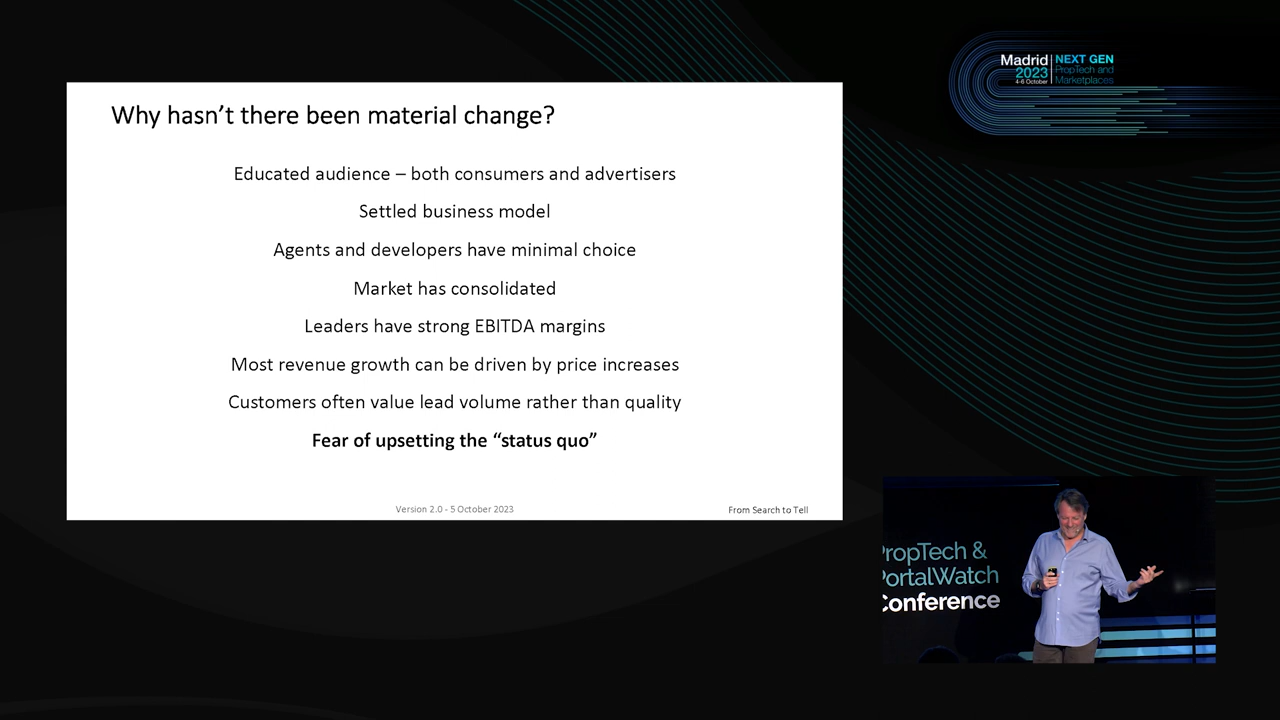 Why hasn’t there been material change?
Educated audience – both consumers and advertisers
Settled business model
Agents and developers have minimal choice
Market has consolidated
Leaders have strong EBITDA margins
Most revenue growth can be driven by price increases
Customers often value lead volume rather than quality
Fear of upsetting the “status quo”
Version 2.0 - 5 October 2023
From Search to Tell
Madrid
2023
4-6 October
NEXT GEN
PropTech and
Marketplaces
PropTech &
PortalWatch
Conference